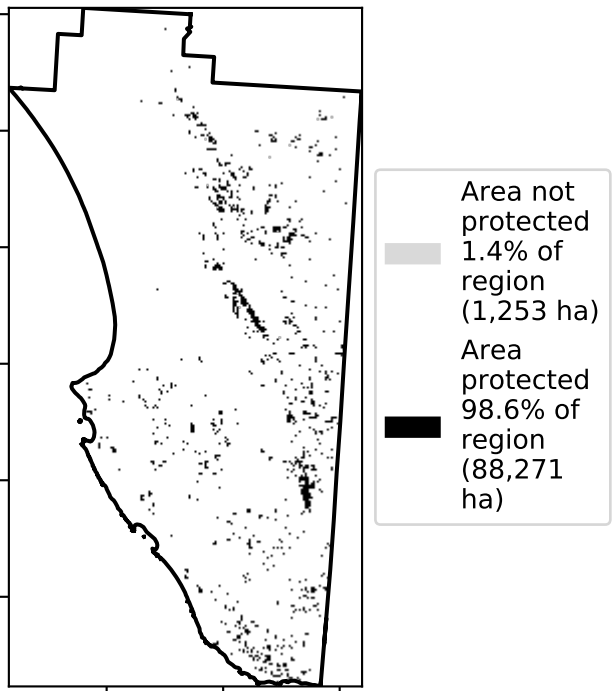 Area not
protected
1.4% of
region
(1,253 ha)
Area
protected
98.6% of
region
(88,271
ha)